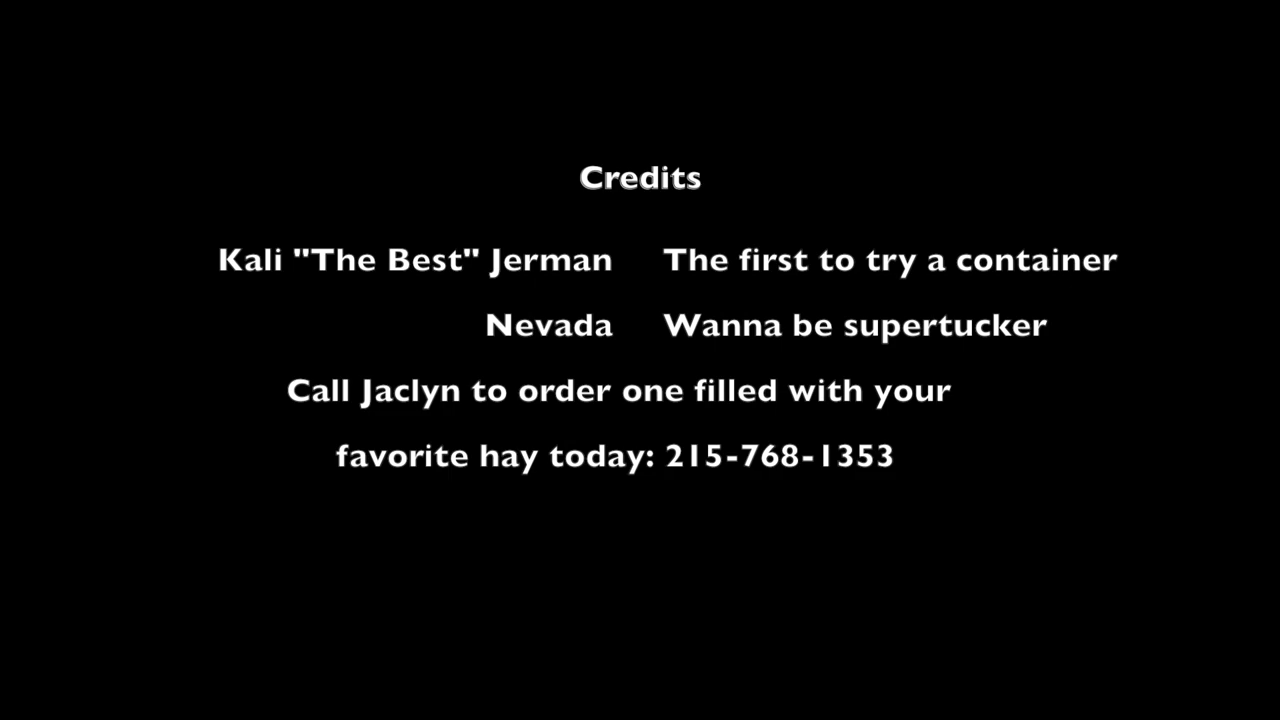 Credits
Kali "The Best" Jerman The first to try a container
Nevada Wanna be supertucker
Call Jaclyn to order one filled with your
favorite hay today: 215-768-1353